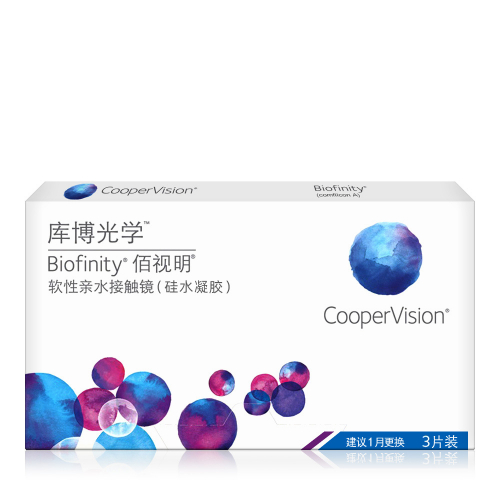 CooperVision®
Biofinity®
(comfilcon A)
库博光学™
Biofinity® 佰视明®
软性亲水接触镜(硅水凝胶)
CooperVision®
建议1月更换 3片装